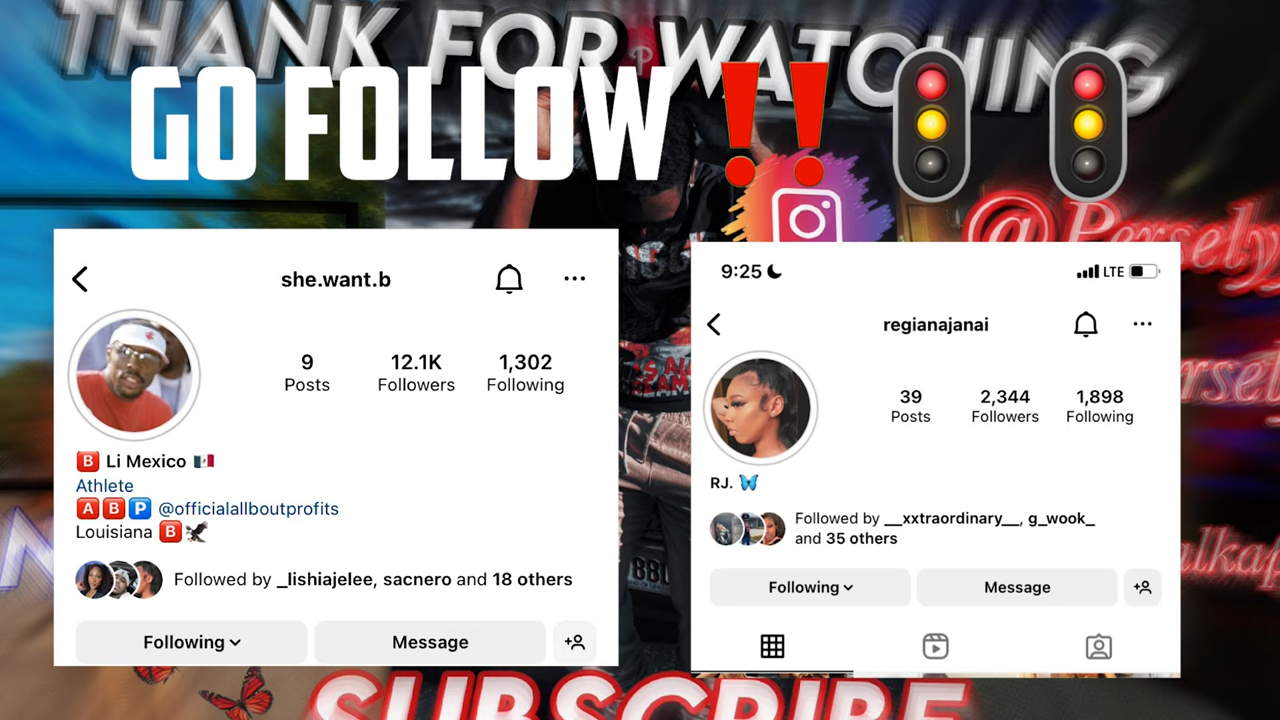 THANK FOR WATCHING
GO FOLLOW‼️🚦🚦
@Persely
she.want.b
9 12.1K 1,302
Posts Followers Following
🅱️ Li Mexico 🇲🇽
Athlete
🅰️🅱️🅿️ @officialallboutprofits
Louisiana 🅱️🦅
Followed by _lishiajelee, sacnero and 18 others
Following Message
9:25 LTE
regianajanai
39 2,344 1,898
Posts Followers Following
RJ. 🦋
Followed by __xxtraordinary__, g_wook_
and 35 others
Following Message
SUBSCRIBE